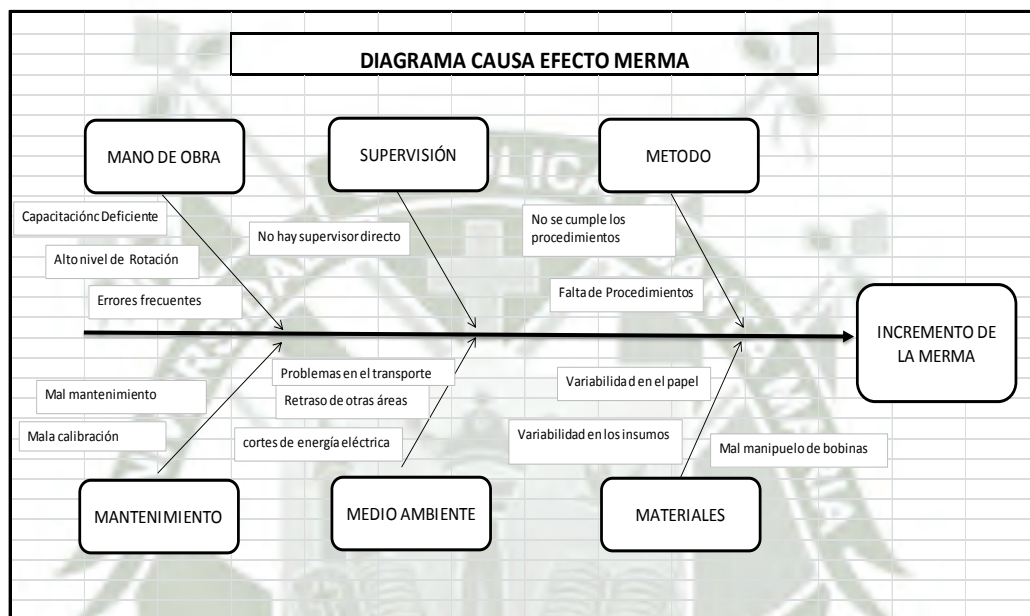 DIAGRAMA CAUSA EFECTO MERMA
MANO DE OBRA
SUPERVISIÓN
METODO
Capacitaciónc Deficiente
Alto nivel de Rotación
Errores frecuentes
No hay supervisor directo
No se cumple los
procedimientos
Falta de Procedimientos
INCREMENTO DE
LA MERMA
Mal mantenimiento
Mala calibración
Problemas en el transporte
Retraso de otras áreas
cortes de energía eléctrica
Variabilidad en el papel
Variabilidad en los insumos
Mal manipuelo de bobinas
MANTENIMIENTO
MEDIO AMBIENTE
MATERIALES